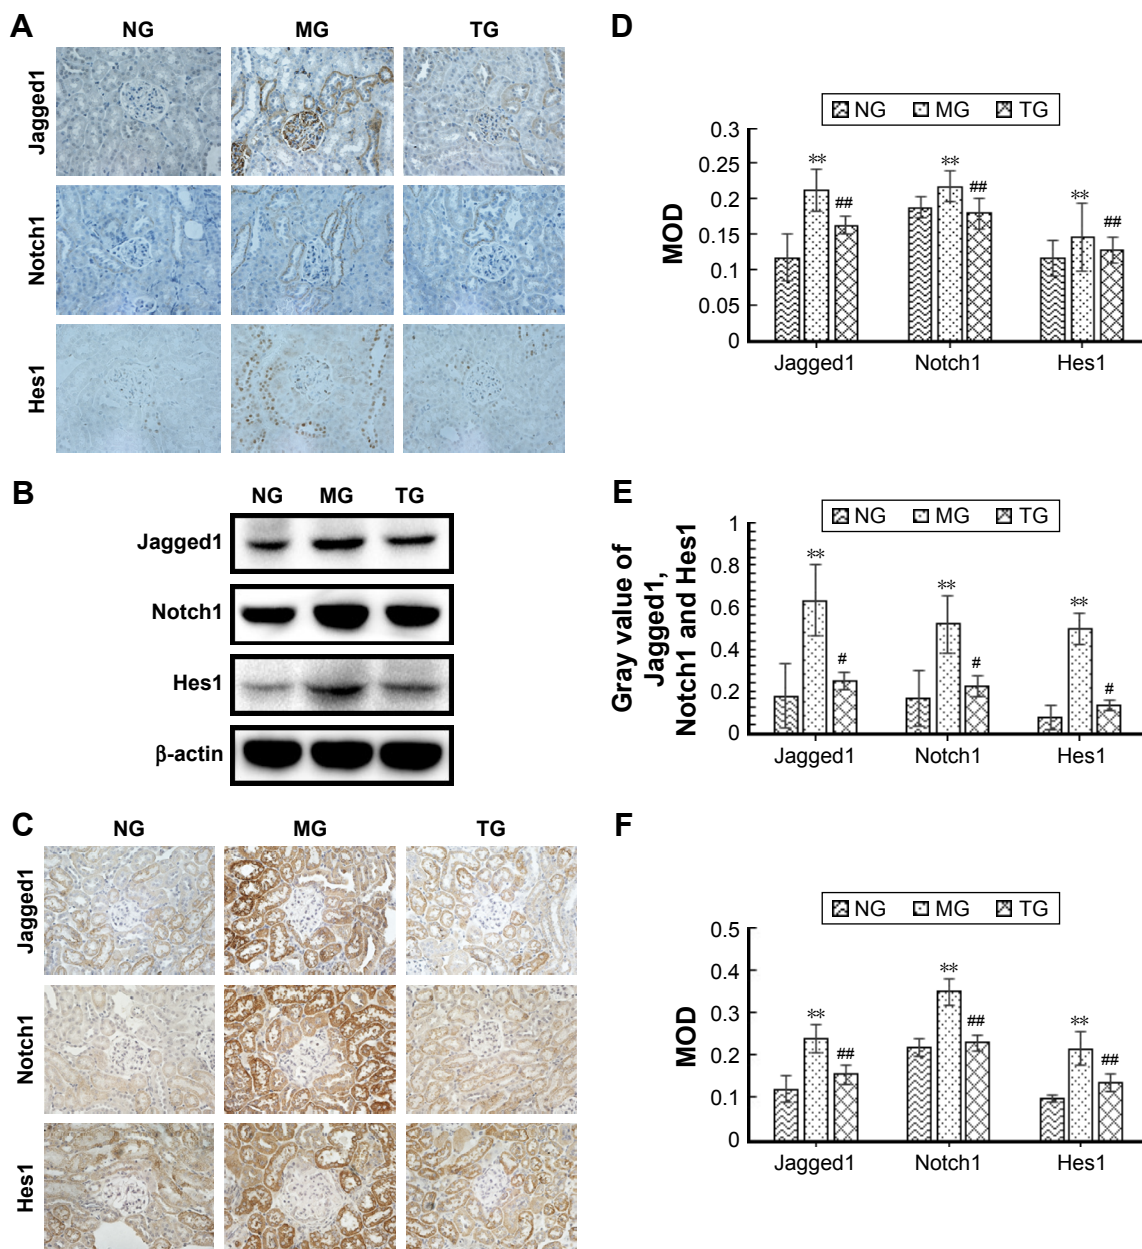 A
NG MG TG
Jagged1
Notch1
Hes1
B
NG MG TG
Jagged1
Notch1
Hes1
β-actin
C
NG MG TG
Jagged1
Notch1
Hes1
D
NG MG TG
MOD
0.3
0.25
0.2
0.15
0.1
0.05
0
** ## ** ## ** ##
Jagged1 Notch1 Hes1
E
NG MG TG
Gray value of
Jagged1,
Notch1 and Hes1
1
0.8
0.6
0.4
0.2
0
** # ** # ** #
Jagged1 Notch1 Hes1
F
NG MG TG
MOD
0.5
0.4
0.3
0.2
0.1
0
** ## ** ## ** ##
Jagged1 Notch1 Hes1